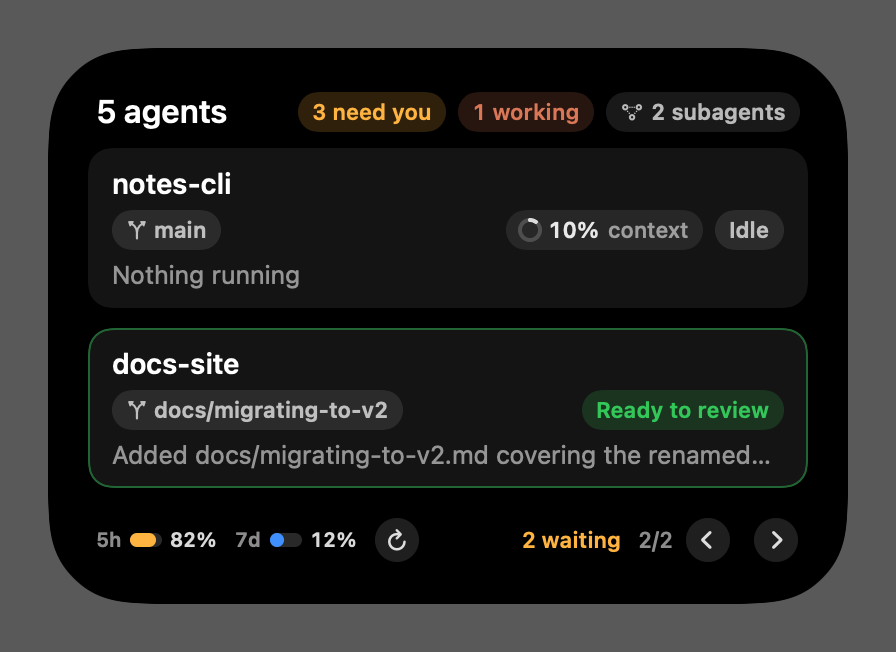 5 agents 3 need you 1 working 2 subagents
notes-cli
main 10% context Idle
Nothing running
docs-site
docs/migrating-to-v2 Ready to review
Added docs/migrating-to-v2.md covering the renamed...
5h 82% 7d 12% 2 waiting 2/2